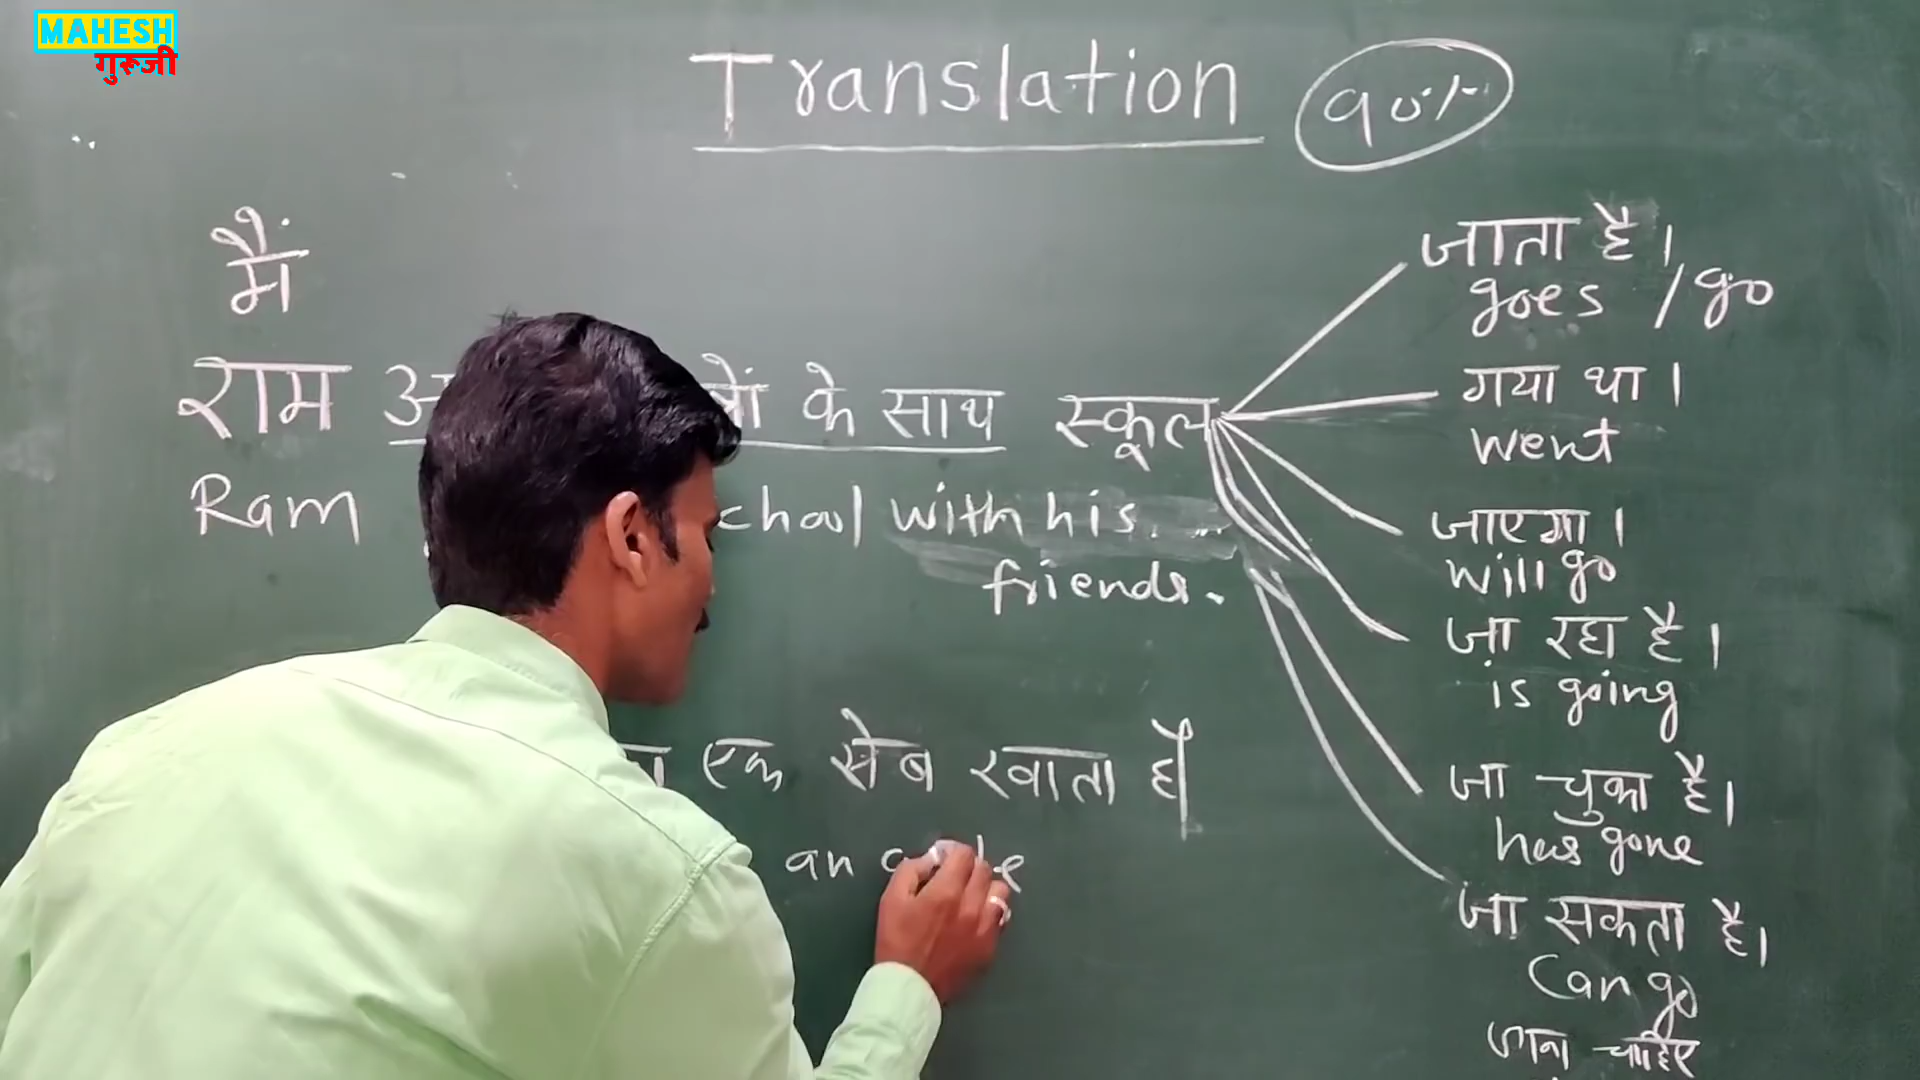 MAHESH
गुरूजी
Translation 90%
मैं
राम के साथ स्कूल
Ram with his
friends.
एक सेब खाता है
an
जाता है।
goes / go
गया था।
went
जाएगा।
will go
जा रहा है।
is going
जा चुका है।
has gone
जा सकता है।
Can go
जाना चाहिए